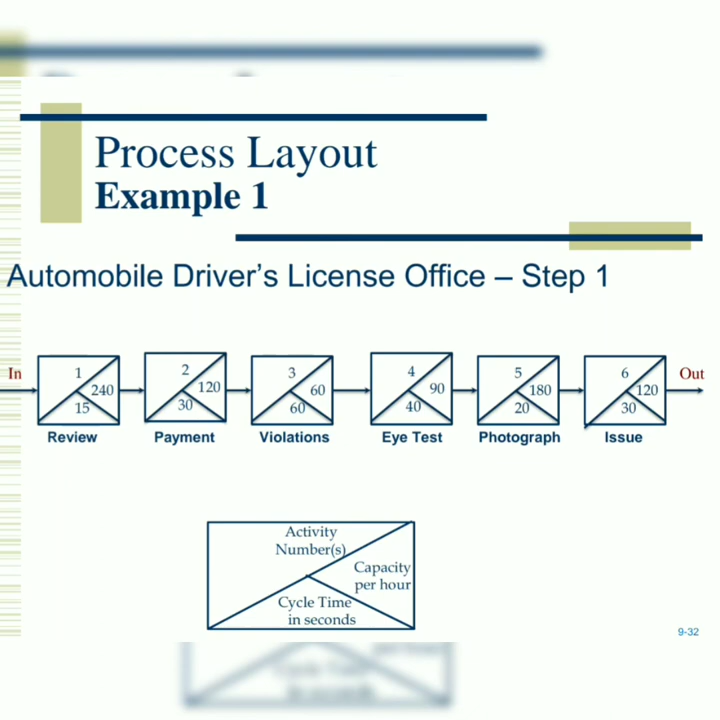 Process Layout
Example 1
Automobile Driver's License Office – Step 1
In
1
240
15
Review
2
120
30
Payment
3
60
60
Violations
4
90
40
Eye Test
5
180
20
Photograph
6
120
30
Issue
Out
Activity
Number(s)
Capacity
per hour
Cycle Time
in seconds
9-32